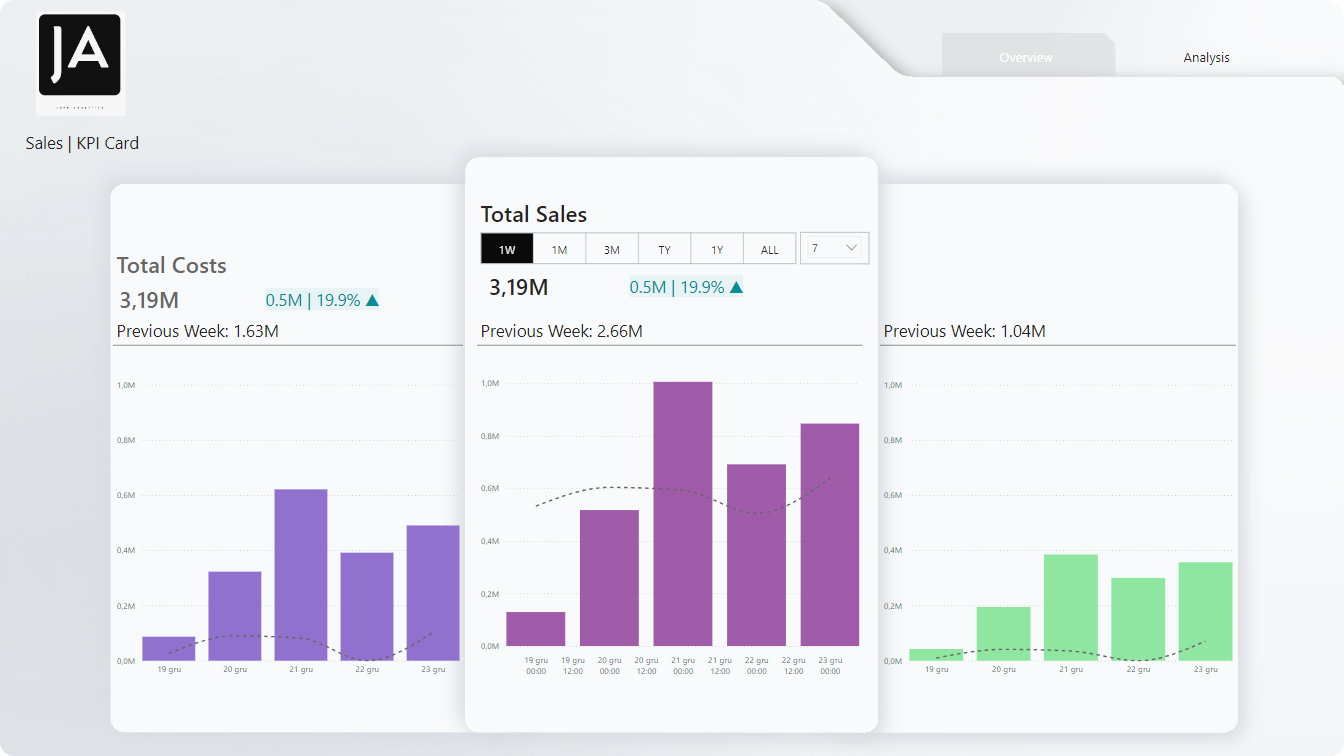 JA
Overview
Analysis
Sales | KPI Card
Total Costs
3,19M
0.5M | 19.9% ▲
Previous Week: 1.63M
1,0M
0,8M
0,6M
0,4M
0,2M
0,0M
19 gru
20 gru
21 gru
22 gru
23 gru
Total Sales
1W
1M
3M
TY
1Y
ALL
7
3,19M
0.5M | 19.9% ▲
Previous Week: 2.66M
1,0M
0,8M
0,6M
0,4M
0,2M
0,0M
19 gru 19 gru 20 gru 20 gru 21 gru 21 gru 22 gru 22 gru 23 gru
00:00 12:00 00:00 12:00 00:00 12:00 00:00 12:00 00:00
Previous Week: 1.04M
1,0M
0,8M
0,6M
0,4M
0,2M
0,0M
19 gru
20 gru
21 gru
22 gru
23 gru